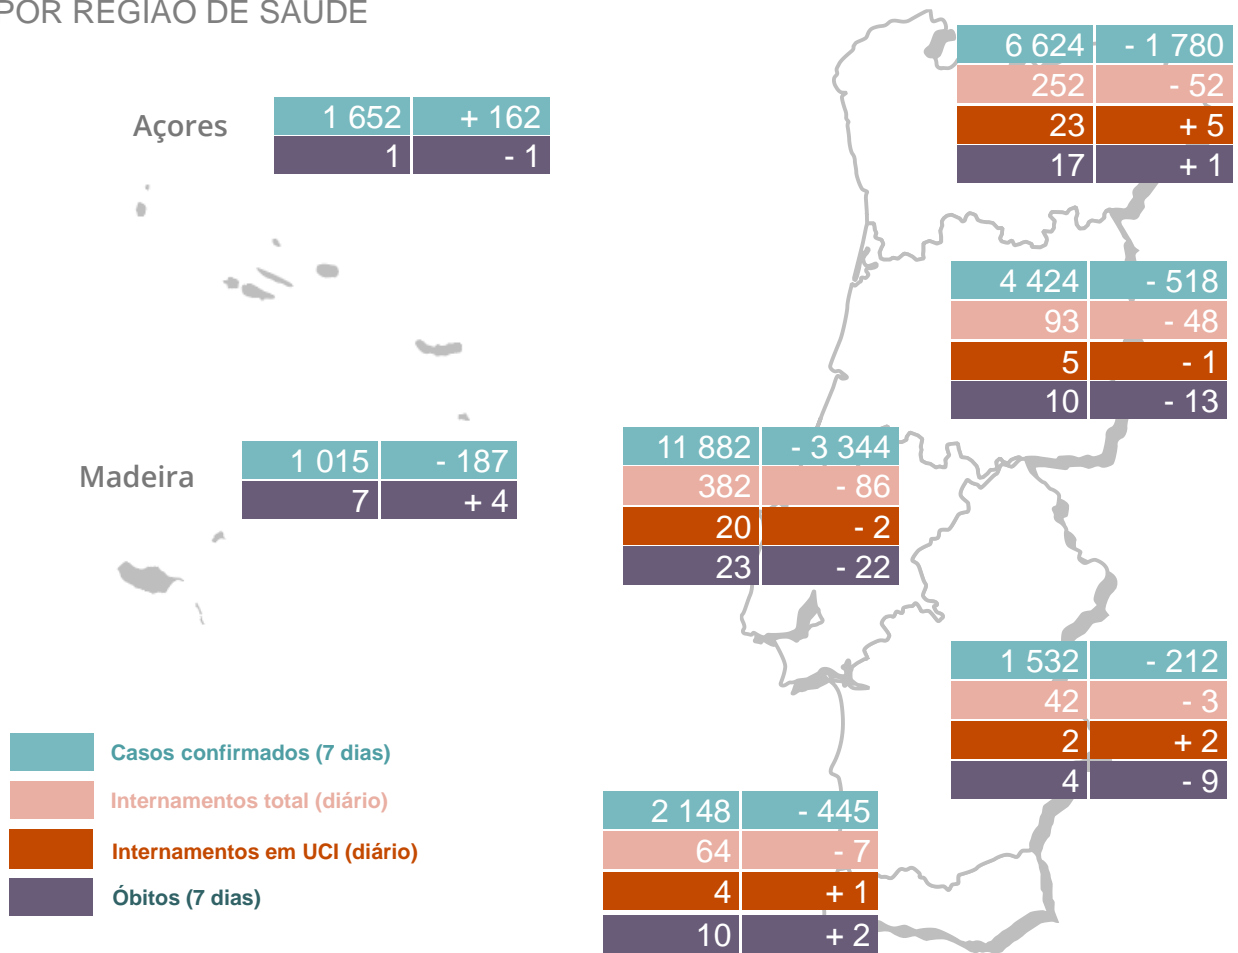 POR REGIÃO DE SAÚDE
6 624 - 1 780
252 - 52
23 + 5
17 + 1
Açores
1 652 + 162
1 - 1
4 424 - 518
93 - 48
5 - 1
10 - 13
11 882 - 3 344
382 - 86
20 - 2
23 - 22
Madeira
1 015 - 187
7 + 4
1 532 - 212
42 - 3
2 + 2
4 - 9
Casos confirmados (7 dias)
Internamentos total (diário)
Internamentos em UCI (diário)
Óbitos (7 dias)
2 148 - 445
64 - 7
4 + 1
10 + 2